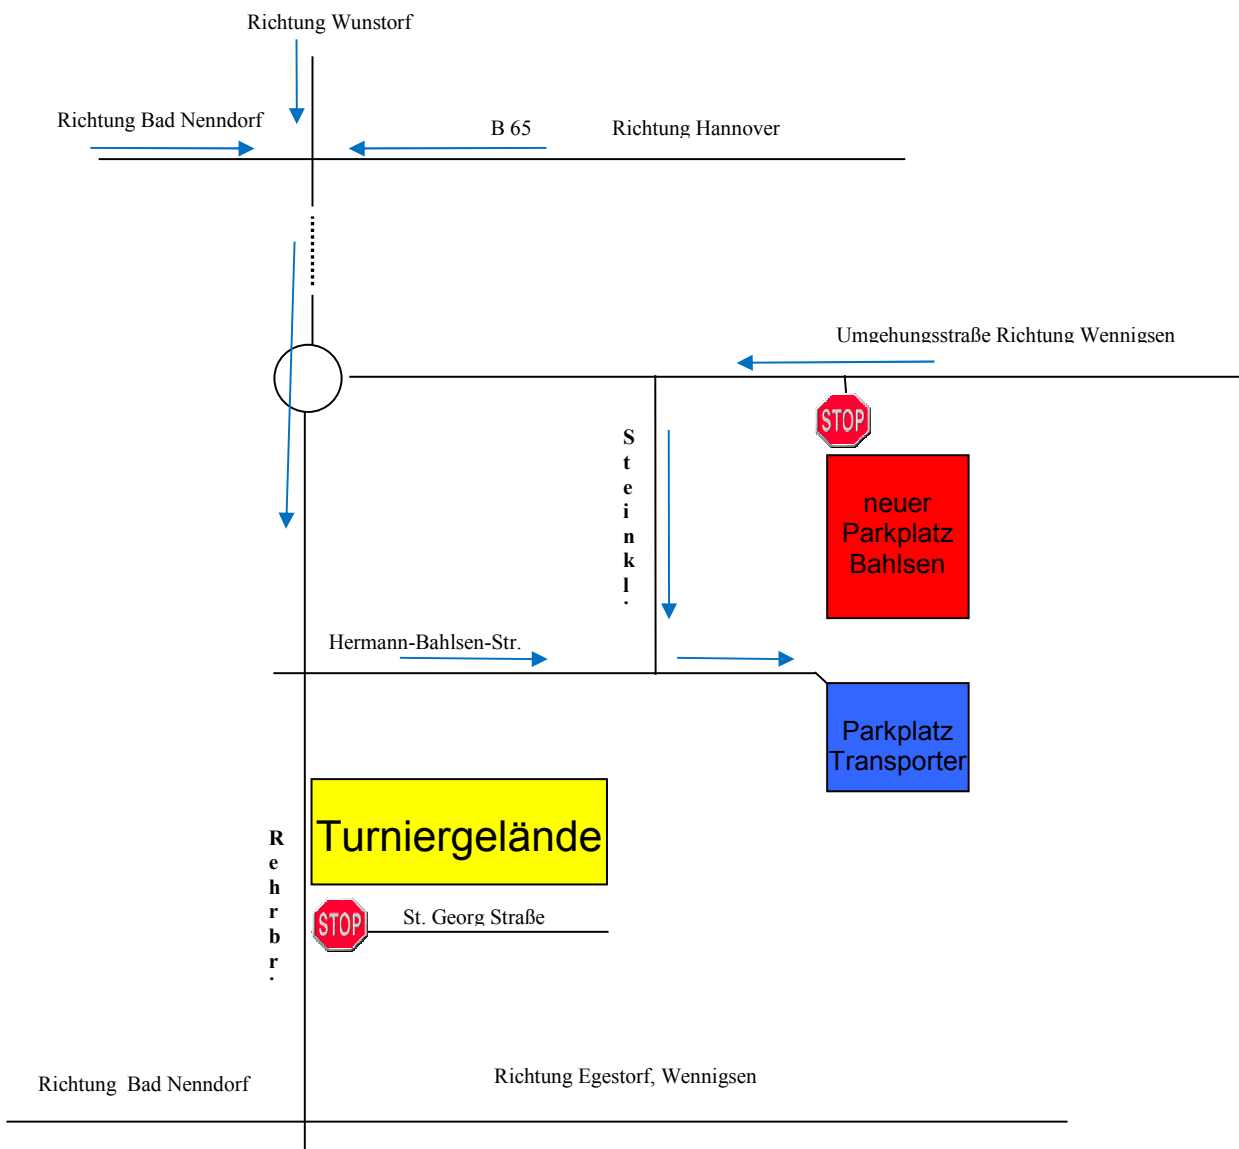 Richtung Wunstorf
Richtung Bad Nenndorf
B 65
Richtung Hannover
Umgehungsstraße Richtung Wennigsen
STOP
Steinkl.
neuer
Parkplatz
Bahlsen
Hermann-Bahlsen-Str.
Parkplatz
Transporter
Turniergelände
Rehrbr.
STOP
St. Georg Straße
Richtung Bad Nenndorf
Richtung Egestorf, Wennigsen